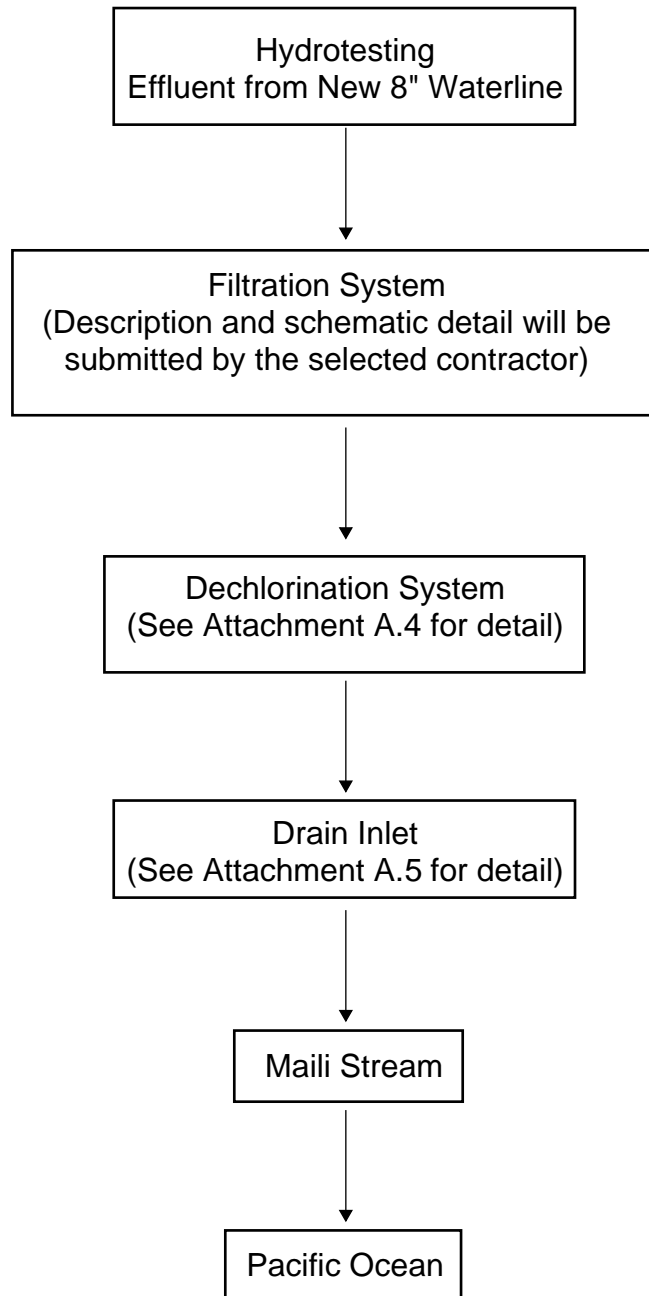 Hydrotesting
Effluent from New 8" Waterline
Filtration System
(Description and schematic detail will be
submitted by the selected contractor)
Dechlorination System
(See Attachment A.4 for detail)
Drain Inlet
(See Attachment A.5 for detail)
Maili Stream
Pacific Ocean